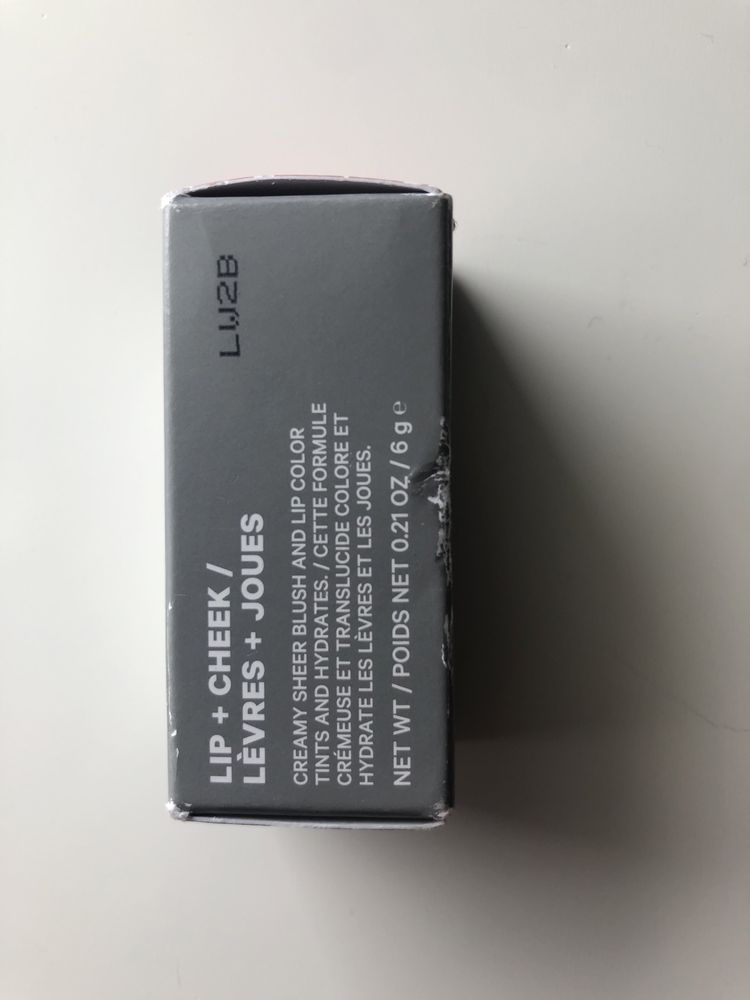 LW2B
LIP + CHEEK /
LÈVRES + JOUES
CREAMY SHEER BLUSH AND LIP COLOR
TINTS AND HYDRATES. / CETTE FORMULE
CRÉMEUSE ET TRANSLUCIDE COLORE ET
HYDRATE LES LÈVRES ET LES JOUES.
NET WT / POIDS NET 0.21 OZ / 6 g ℮